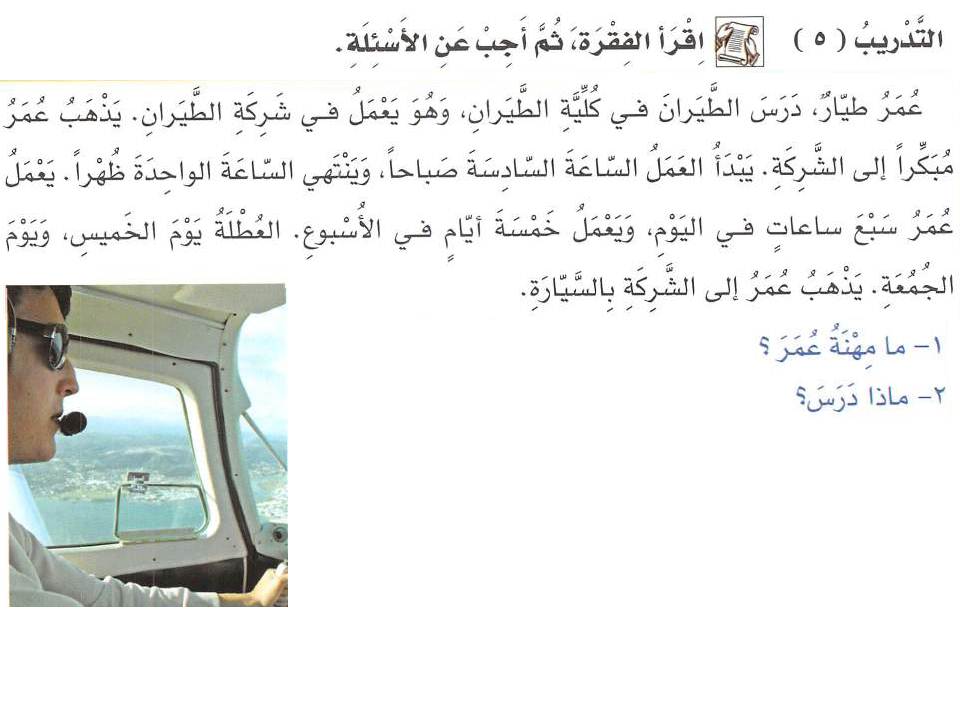 التَّدْرِيبُ ( ٥ ) اِقْرَأ الفِقْرَةَ، ثُمَّ أَجِبْ عَنِ الأَسْئِلَةِ.
عُمَرُ طيّارٌ، دَرَسَ الطَّيَرانَ في كُلِّيَّةِ الطَّيَرانِ، وَهُوَ يَعْمَلُ في شَرِكَةِ الطَّيَرانِ. يَذْهَبُ عُمَرُ
مُبَكِّراً إلى الشَّرِكَةِ. يَبْدَأُ العَمَلُ السّاعَةَ السّادِسَةَ صَباحاً، وَيَنْتَهي السّاعَةَ الواحِدَةَ ظُهْراً. يَعْمَلُ
عُمَرُ سَبْعَ ساعاتٍ في اليَوْمِ، وَيَعْمَلُ خَمْسَةَ أيّامٍ في الأُسْبوعِ. العُطْلَةُ يَوْمَ الخَميسِ، وَيَوْمَ
الجُمُعَةِ. يَذْهَبُ عُمَرُ إلى الشَّرِكَةِ بِالسَّيّارَةِ.
١- ما مِهْنَةُ عُمَرَ ؟
٢- ماذا دَرَسَ؟